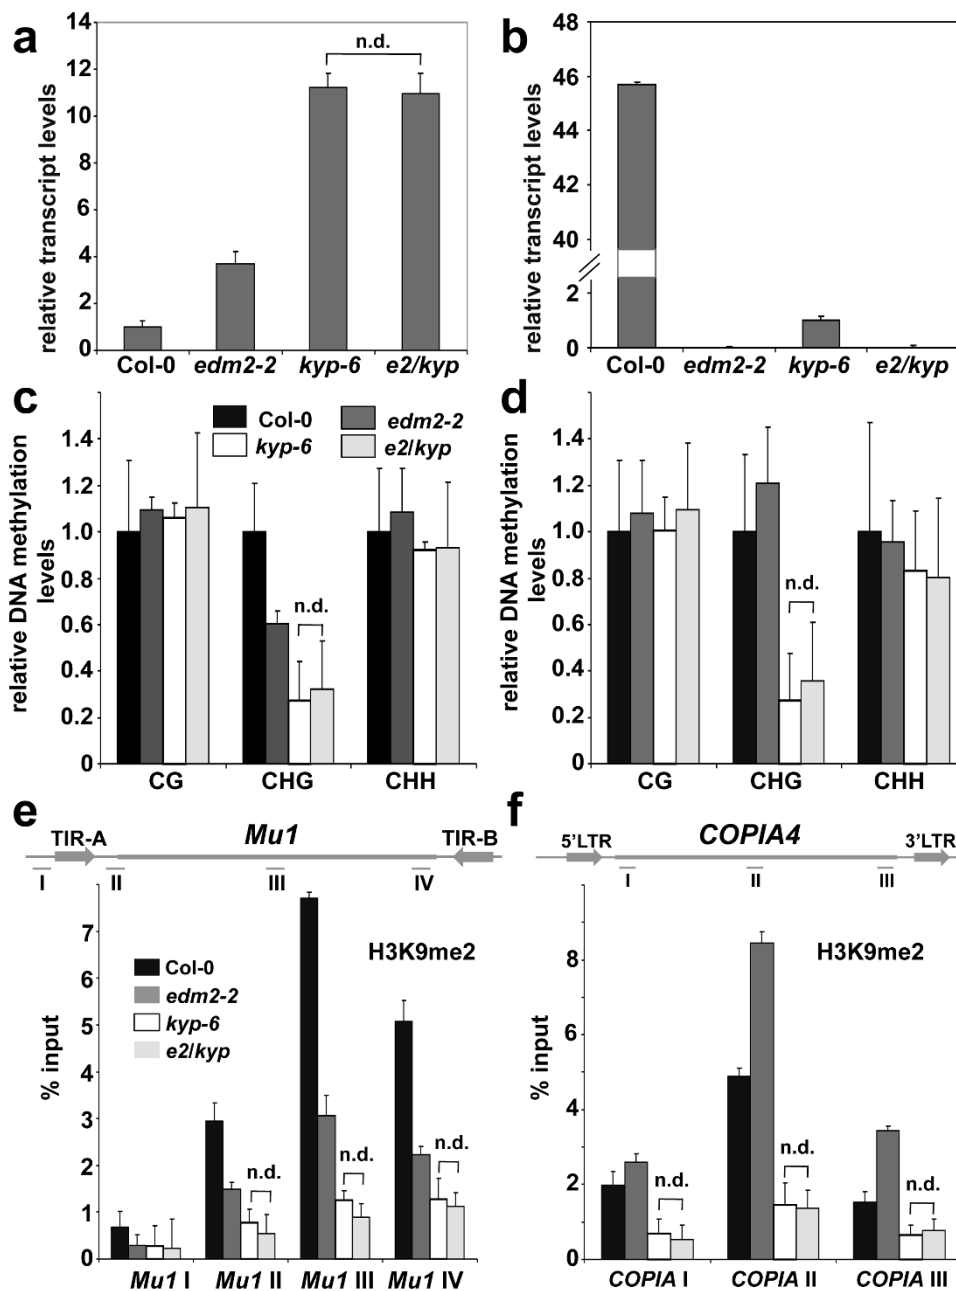 a
relative transcript levels
14
12
10
8
6
4
2
0
n.d.
Col-0 edm2-2 kyp-6 e2/kyp
b
relative transcript levels
48
46
44
42
40
2
0
Col-0 edm2-2 kyp-6 e2/kyp
c
relative DNA methylation
levels
1.4
1.2
1.0
0.8
0.6
0.4
0.2
0
Col-0 edm2-2
kyp-6 e2/kyp
n.d.
CG CHG CHH
d
relative DNA methylation
levels
1.4
1.2
1.0
0.8
0.6
0.4
0.2
0
n.d.
CG CHG CHH
e
TIR-A Mu1 TIR-B
I II III IV
% input
7
6
5
4
3
2
1
0
H3K9me2
Col-0
edm2-2
kyp-6
e2/kyp
n.d.
n.d.
n.d.
Mu1 I Mu1 II Mu1 III Mu1 IV
f
5'LTR COPIA4 3'LTR
I II III
% input
8
6
4
2
0
H3K9me2
n.d.
n.d.
n.d.
COPIA I COPIA II COPIA III